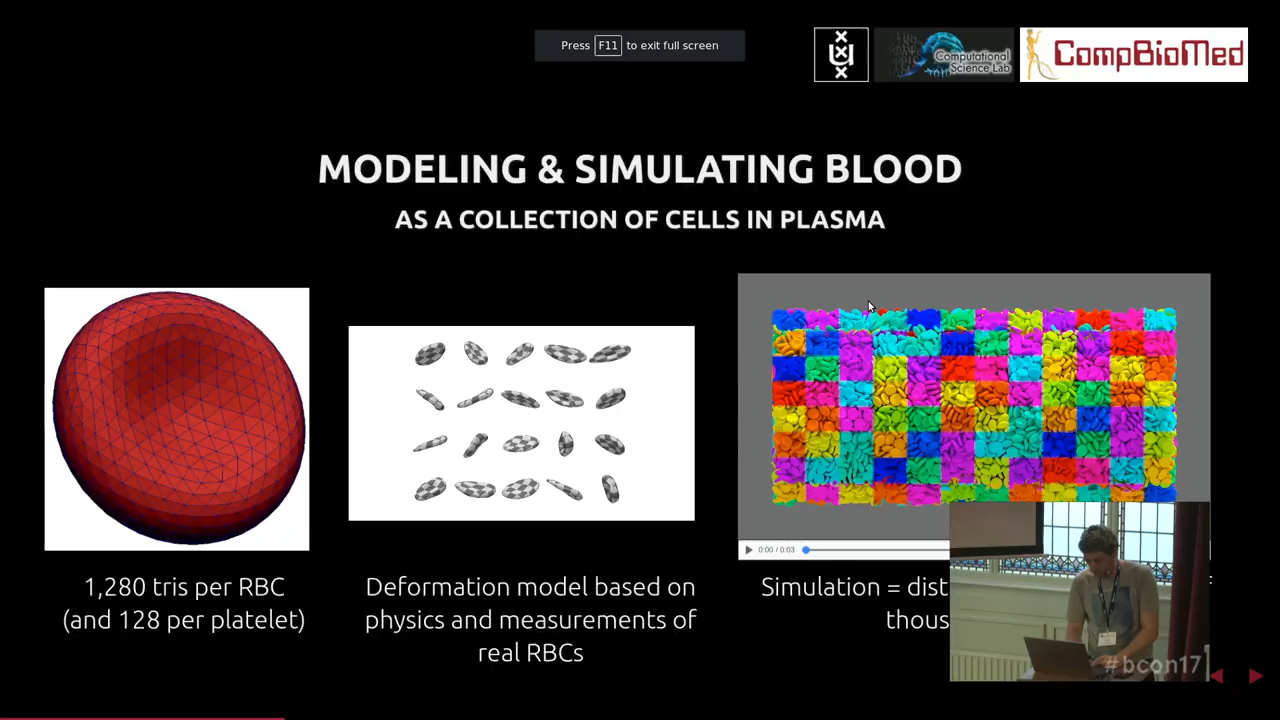 Press F11 to exit full screen
Computational
Science Lab
CompBioMed
MODELING & SIMULATING BLOOD
AS A COLLECTION OF CELLS IN PLASMA
1,280 tris per RBC
(and 128 per platelet)
Deformation model based on
physics and measurements of
real RBCs
0:00 / 0:03
Simulation = dist
thous
#bcon17